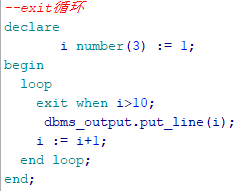 --exit循环
declare
i number(3) := 1;
begin
loop
exit when i>10;
dbms_output.put_line(i);
i := i+1;
end loop;
end;